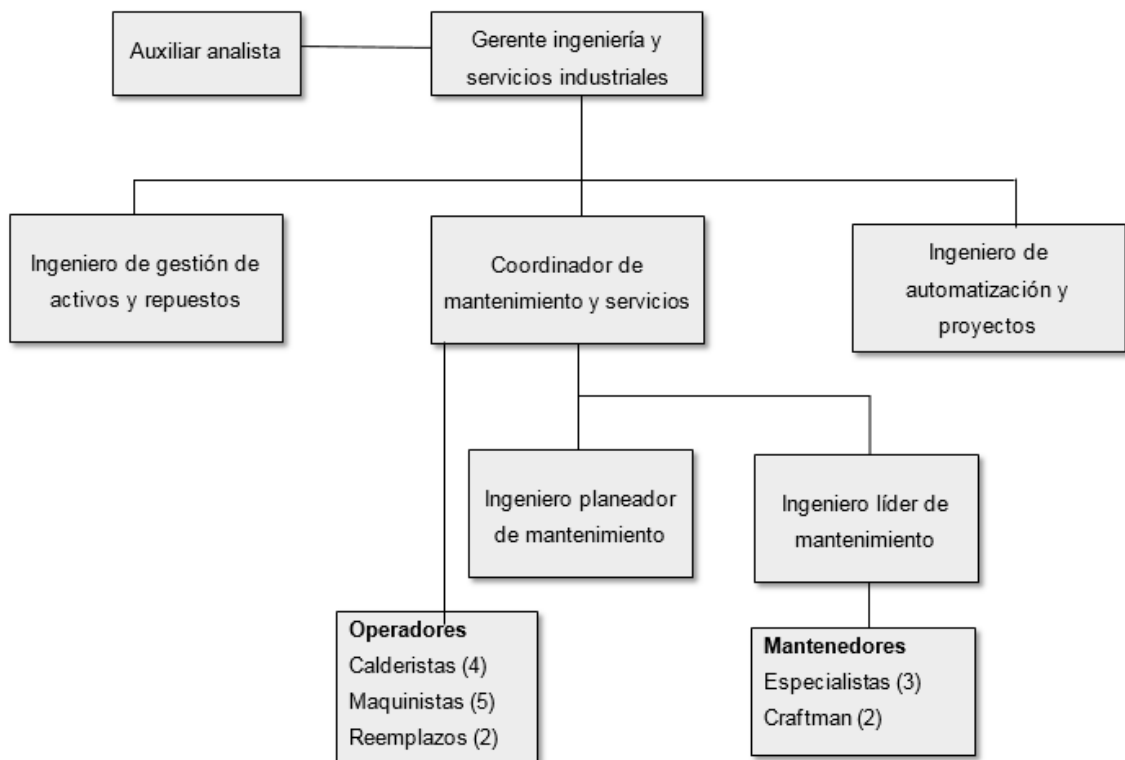 Auxiliar analista
Gerente ingeniería y
servicios industriales
Ingeniero de gestión de
activos y repuestos
Coordinador de
mantenimiento y servicios
Ingeniero de
automatización y
proyectos
Ingeniero planeador
de mantenimiento
Ingeniero líder de
mantenimiento
Operadores
Calderistas (4)
Maquinistas (5)
Reemplazos (2)
Mantenedores
Especialistas (3)
Craftman (2)